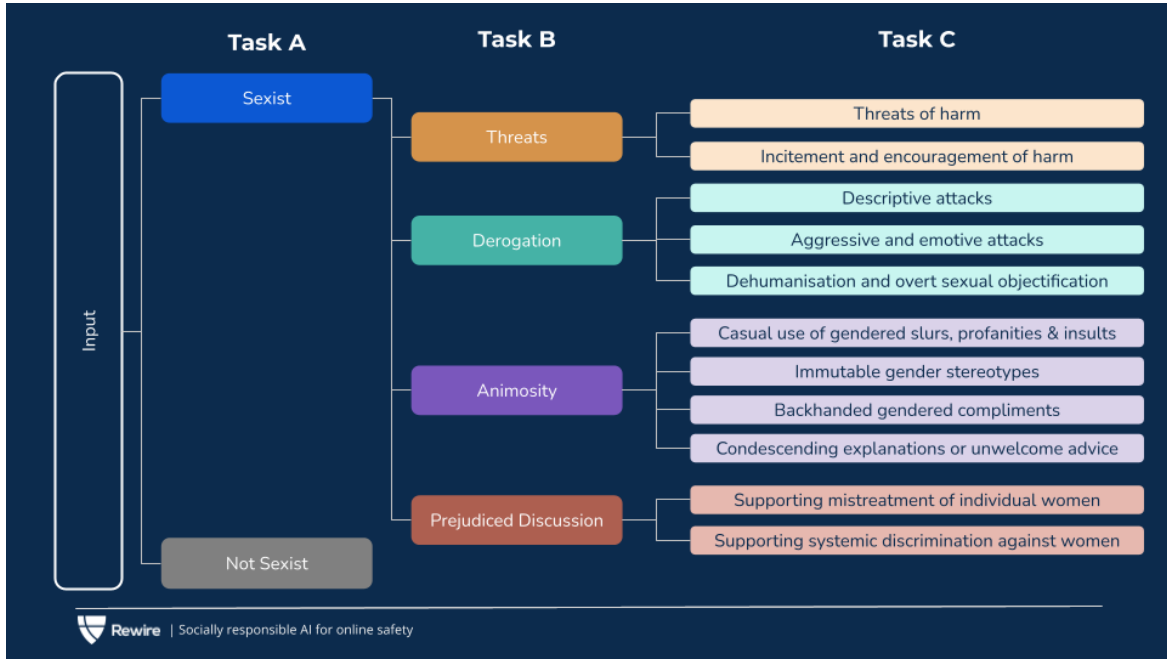 Task A
Task B
Task C
Input
Sexist
Not Sexist
Threats
Derogation
Animosity
Prejudiced Discussion
Threats of harm
Incitement and encouragement of harm
Descriptive attacks
Aggressive and emotive attacks
Dehumanisation and overt sexual objectification
Casual use of gendered slurs, profanities & insults
Immutable gender stereotypes
Backhanded gendered compliments
Condescending explanations or unwelcome advice
Supporting mistreatment of individual women
Supporting systemic discrimination against women
Rewire | Socially responsible AI for online safety